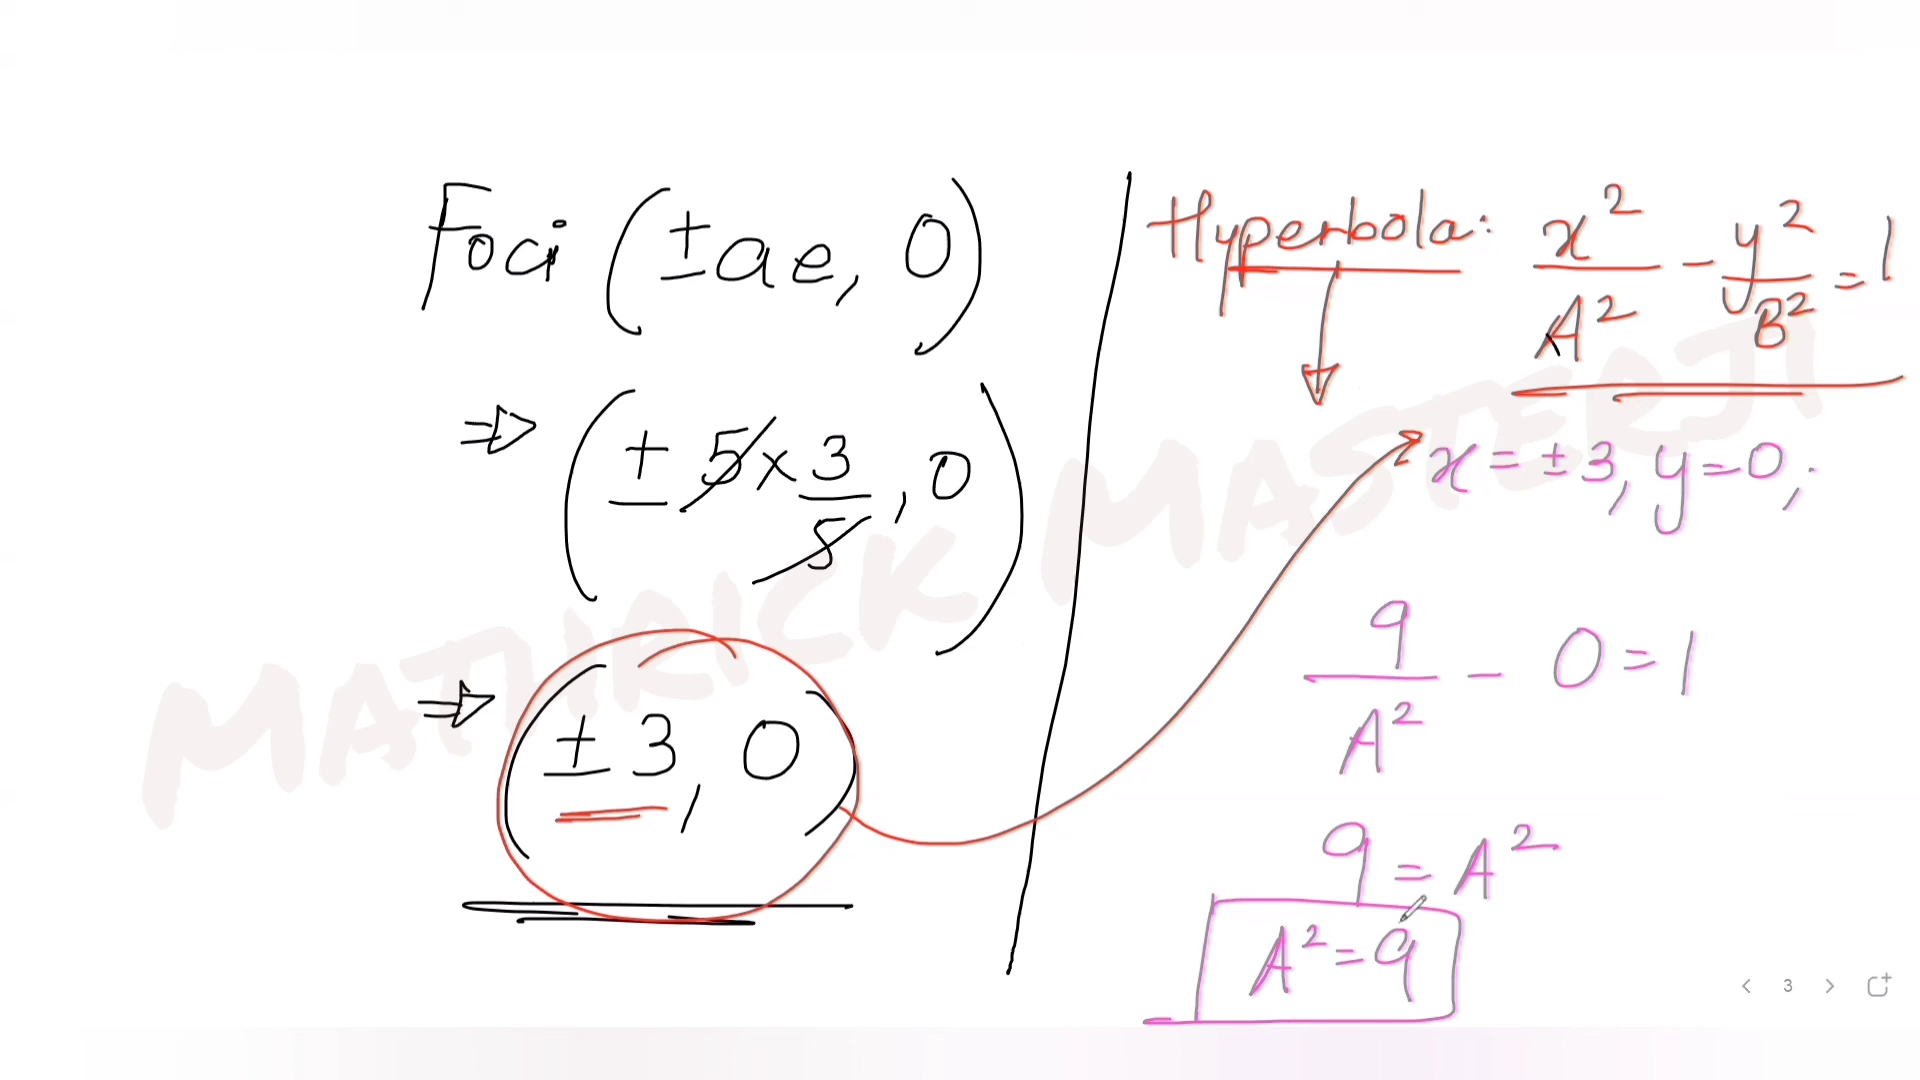 Foci (±ae, 0)
⇒ (± 5 × 3/5, 0)
⇒ (± 3, 0)
Hyperbola: x²/A² - y²/B² = 1
x = ±3, y = 0;
9/A² - 0 = 1
9 = A²
A² = 9
MATHRICK MASTERJI
< 3 >